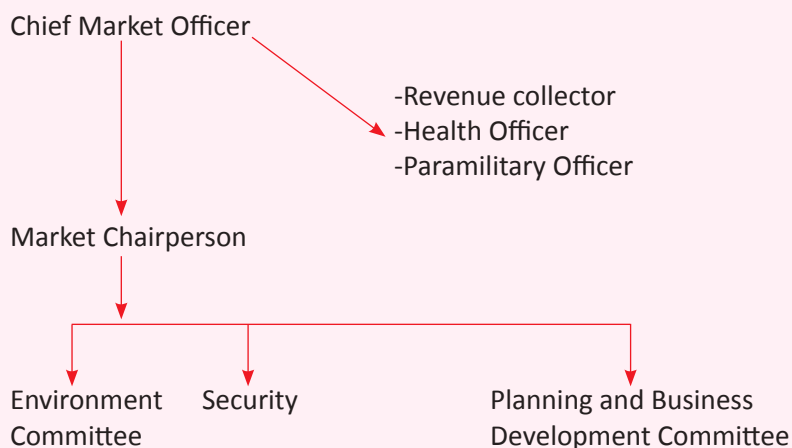 Chief Market Officer
-Revenue collector
-Health Officer
-Paramilitary Officer
Market Chairperson
Environment
Committee
Security
Planning and Business
Development Committee